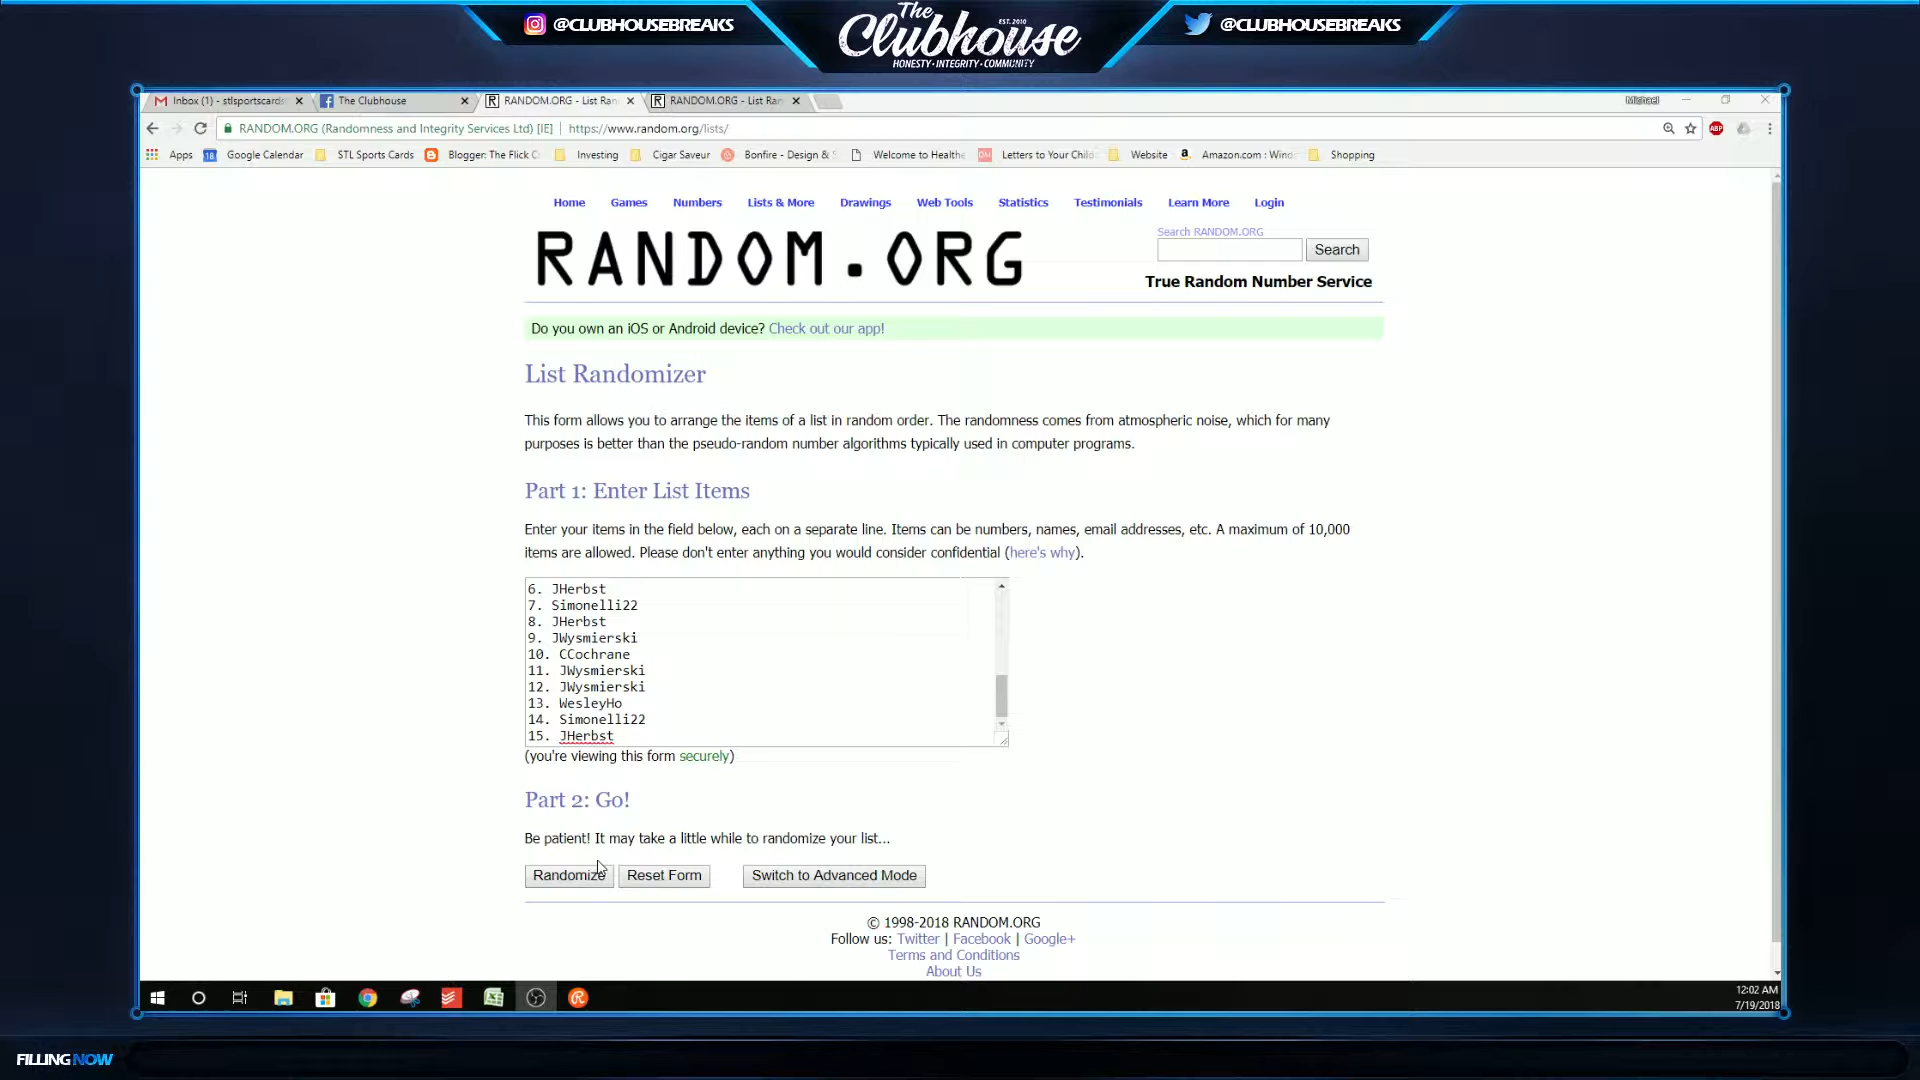 @CLUBHOUSEBREAKS
The Clubhouse
EST. 2010
HONESTY • INTEGRITY • COMMUNITY
@CLUBHOUSEBREAKS
Inbox (1) - stlsportscards
The Clubhouse
RANDOM.ORG - List Ran
RANDOM.ORG - List Ran
Michael
RANDOM.ORG (Randomness and Integrity Services Ltd) [IE]
https://www.random.org/lists/
Apps
Google Calendar
STL Sports Cards
Blogger: The Flick C
Investing
Cigar Saveur
Bonfire - Design & S
Welcome to Healthe
Letters to Your Chil
Website
Amazon.com : Wino
Shopping
Home Games Numbers Lists & More Drawings Web Tools Statistics Testimonials Learn More Login
RANDOM.ORG
Search RANDOM.ORG
Search
True Random Number Service
Do you own an iOS or Android device? Check out our app!
List Randomizer
This form allows you to arrange the items of a list in random order. The randomness comes from atmospheric noise, which for many
purposes is better than the pseudo-random number algorithms typically used in computer programs.
Part 1: Enter List Items
Enter your items in the field below, each on a separate line. Items can be numbers, names, email addresses, etc. A maximum of 10,000
items are allowed. Please don't enter anything you would consider confidential (here's why).
6. JHerbst
7. Simonelli22
8. JHerbst
9. JWysmierski
10. CCochrane
11. JWysmierski
12. JWysmierski
13. WesleyHo
14. Simonelli22
15. JHerbst
(you're viewing this form securely)
Part 2: Go!
Be patient! It may take a little while to randomize your list...
Randomize
Reset Form
Switch to Advanced Mode
© 1998-2018 RANDOM.ORG
Follow us: Twitter | Facebook | Google+
Terms and Conditions
About Us
12:02 AM
7/19/2018
FILLING NOW